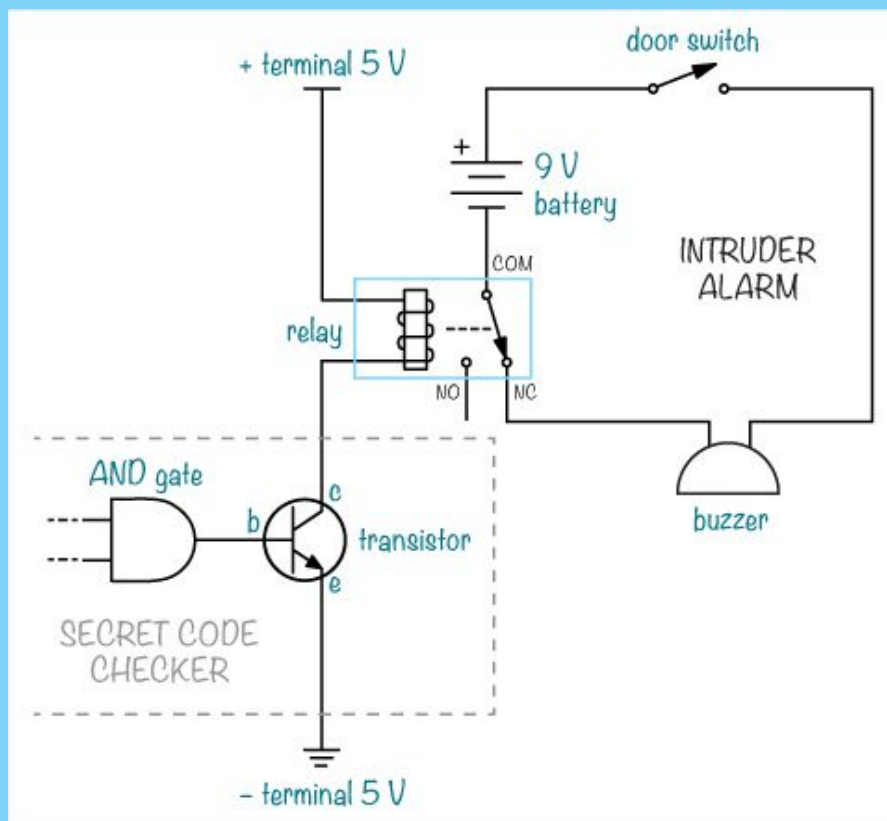 door switch
+ terminal 5 V
+
9 V
battery
COM
INTRUDER
ALARM
relay
NO
NC
AND gate
c
b
transistor
buzzer
e
SECRET CODE
CHECKER
– terminal 5 V